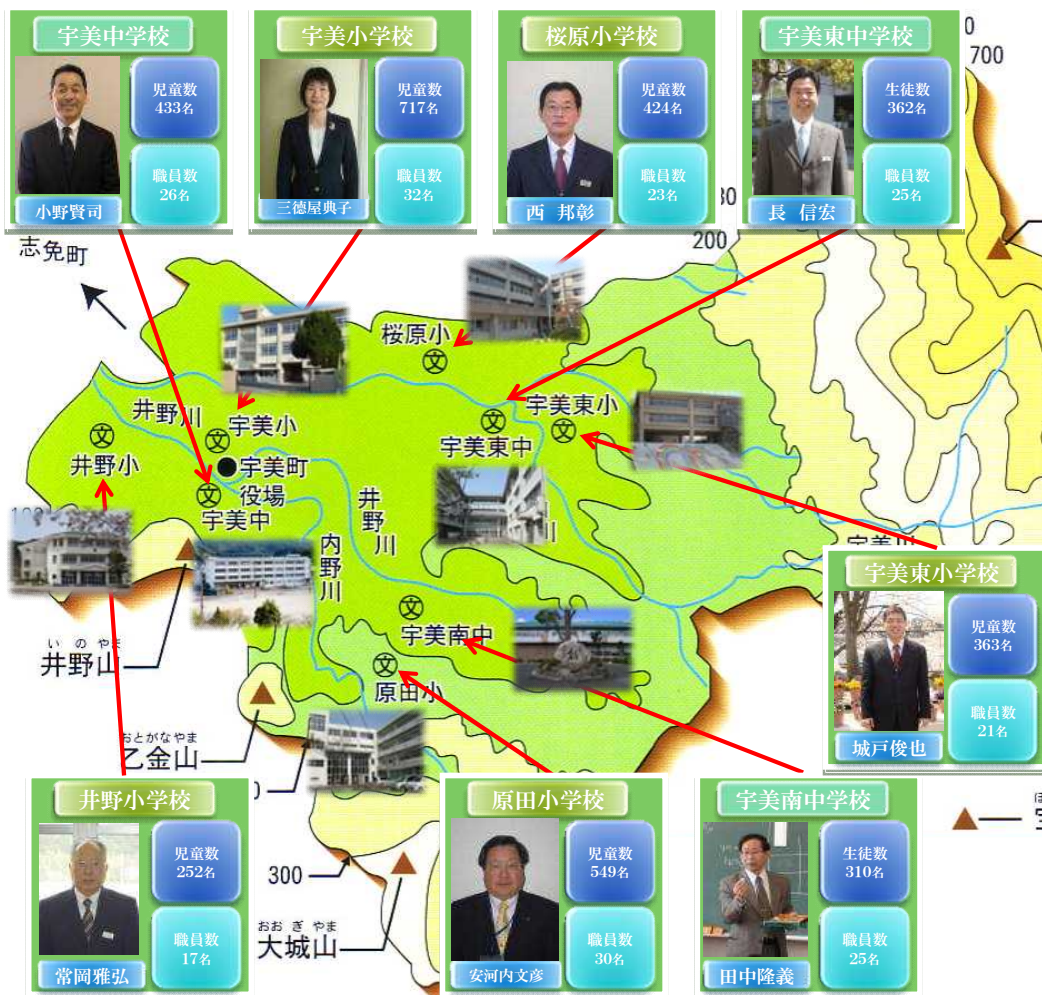 宇美中学校
児童数
433名
職員数
26名
小野賢司
宇美小学校
児童数
717名
職員数
32名
三徳屋典子
桜原小学校
児童数
424名
職員数
23名
西 邦彰
宇美東中学校
生徒数
362名
職員数
25名
長 信宏
0
700
30
200
志免町
桜原小
文
井野川
宇美小
文
文
井野小
宇美町
役場
文
宇美中
宇美東小
文
文
宇美東中
井野川
内野川
川
文
宇美南中
文
原田小
いのやま
井野山
おとがなやま
乙金山
0
300
おおぎやま
大城山
宇美東小学校
児童数
363名
職員数
21名
城戸俊也
井野小学校
児童数
252名
職員数
17名
常岡雅弘
原田小学校
児童数
549名
職員数
30名
安河内文彦
宇美南中学校
生徒数
310名
職員数
25名
田中隆義